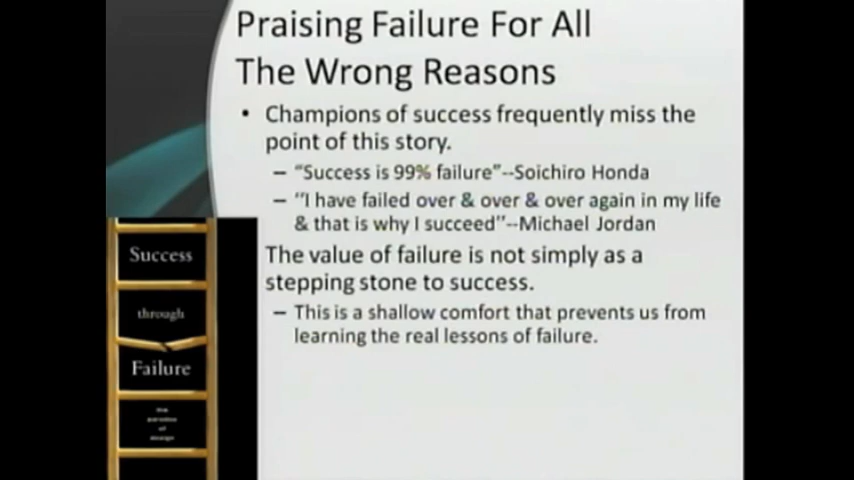 Praising Failure For All
The Wrong Reasons
• Champions of success frequently miss the
point of this story.
– “Success is 99% failure”--Soichiro Honda
– “I have failed over & over & over again in my life
& that is why I succeed”--Michael Jordan
The value of failure is not simply as a
stepping stone to success.
– This is a shallow comfort that prevents us from
learning the real lessons of failure.
Success
through
Failure